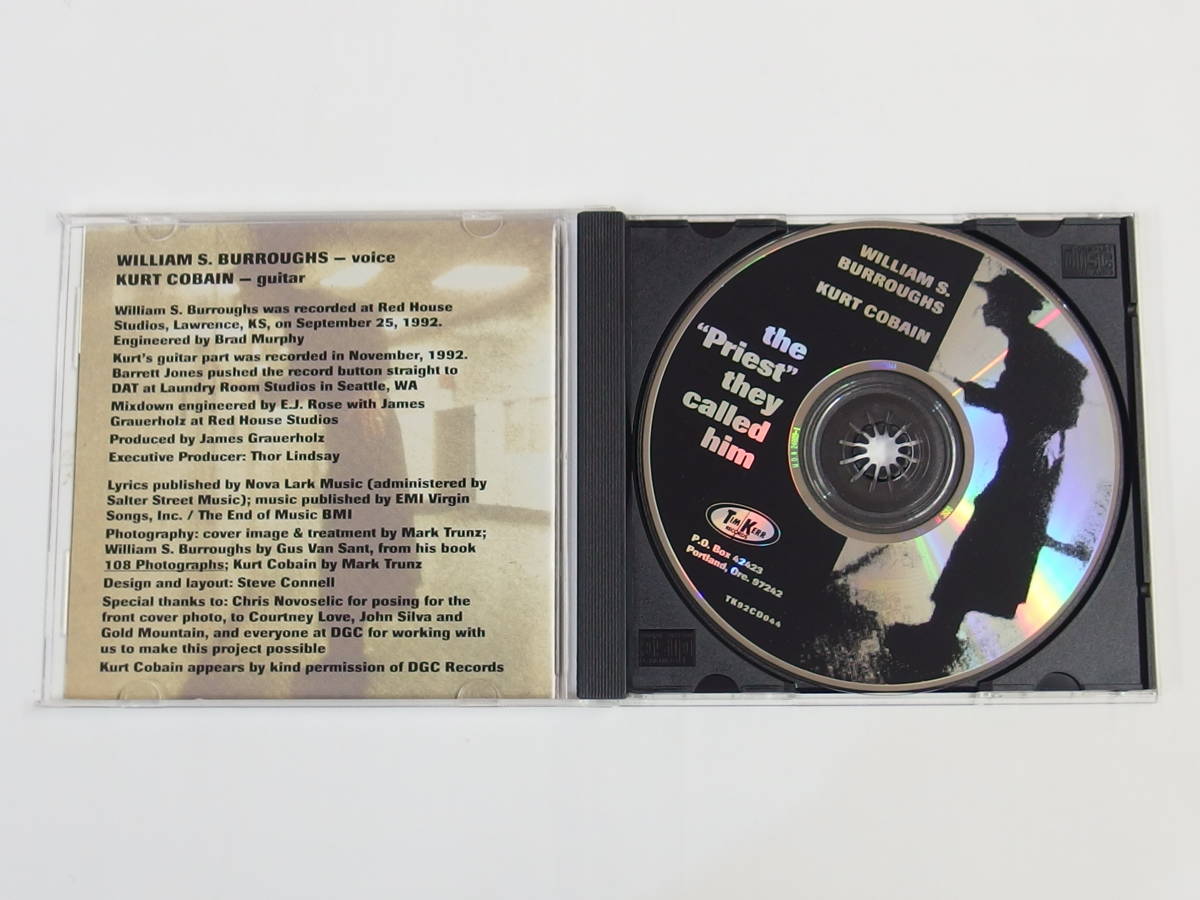 WILLIAM S. BURROUGHS – voice
KURT COBAIN – guitar
William S. Burroughs was recorded at Red House
Studios, Lawrence, KS, on September 25, 1992.
Engineered by Brad Murphy
Kurt's guitar part was recorded in November, 1992.
Barrett Jones pushed the record button straight to
DAT at Laundry Room Studios in Seattle, WA
Mixdown engineered by E.J. Rose with James
Grauerholz at Red House Studios
Produced by James Grauerholz
Executive Producer: Thor Lindsay
Lyrics published by Nova Lark Music (administered by
Salter Street Music); music published by EMI Virgin
Songs, Inc. / The End of Music BMI
Photography: cover image & treatment by Mark Trunz;
William S. Burroughs by Gus Van Sant, from his book
108 Photographs; Kurt Cobain by Mark Trunz
Design and layout: Steve Connell
Special thanks to: Chris Novoselic for posing for the
front cover photo, to Courtney Love, John Silva and
Gold Mountain, and everyone at DGC for working with
us to make this project possible
Kurt Cobain appears by kind permission of DGC Records
WILLIAM S.
BURROUGHS
KURT COBAIN
the
"Priest"
they
called
him
TIM KERR
RECORDS
P.O. Box 42423
Portland, Ore. 97242
TK92CD044